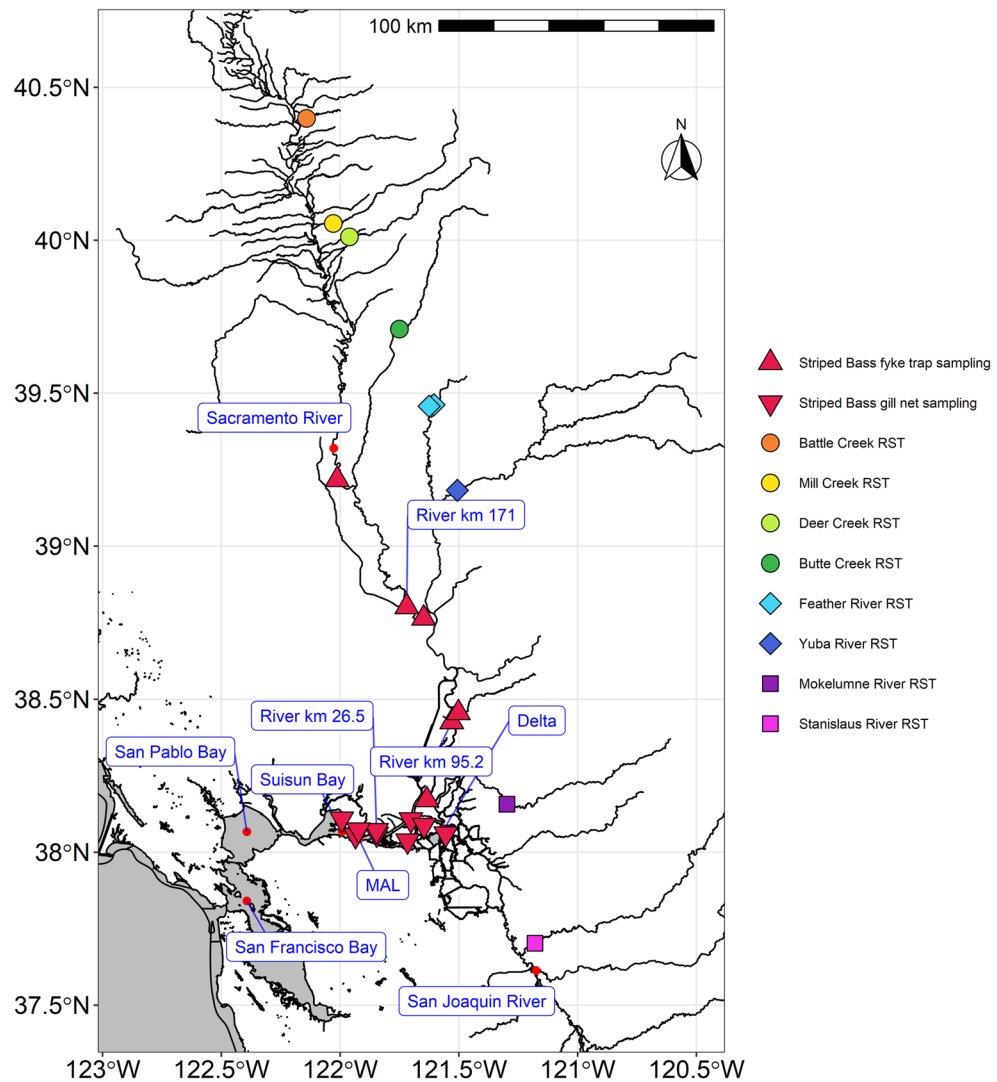 100 km
40.5°N
N
40°N
39.5°N
Sacramento River
39°N
River km 171
38.5°N
River km 26.5
Delta
San Pablo Bay
River km 95.2
Suisun Bay
38°N
MAL
San Francisco Bay
37.5°N
San Joaquin River
123°W
122.5°W
122°W
121.5°W
121°W
120.5°W
Striped Bass fyke trap sampling
Striped Bass gill net sampling
Battle Creek RST
Mill Creek RST
Deer Creek RST
Butte Creek RST
Feather River RST
Yuba River RST
Mokelumne River RST
Stanislaus River RST